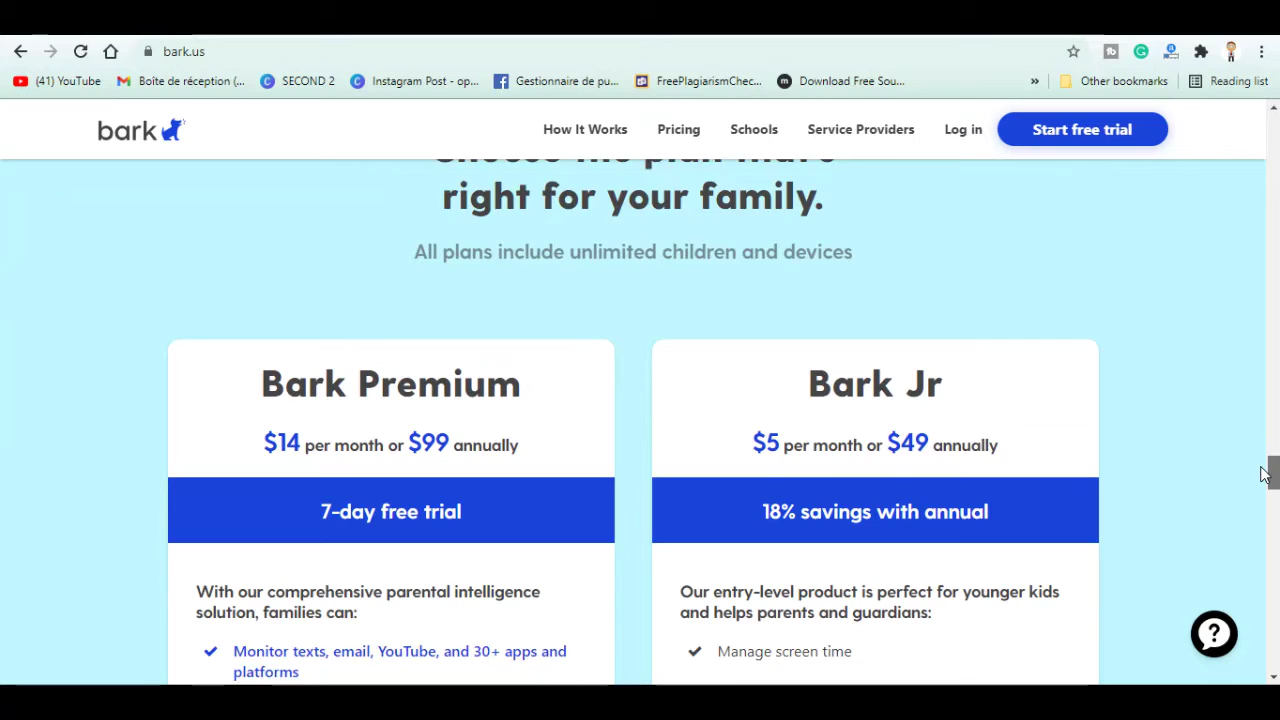 bark.us
(41) YouTube
Boîte de réception (...
SECOND 2
Instagram Post - op...
Gestionnaire de pu...
FreePlagiarismChec...
Download Free Sou...
»
Other bookmarks
Reading list
bark
How It Works
Pricing
Schools
Service Providers
Log in
Start free trial
Choose the plan that's
right for your family.
All plans include unlimited children and devices
Bark Premium
$14 per month or $99 annually
7-day free trial
With our comprehensive parental intelligence
solution, families can:
Monitor texts, email, YouTube, and 30+ apps and
platforms
Bark Jr
$5 per month or $49 annually
18% savings with annual
Our entry-level product is perfect for younger kids
and helps parents and guardians:
Manage screen time
?